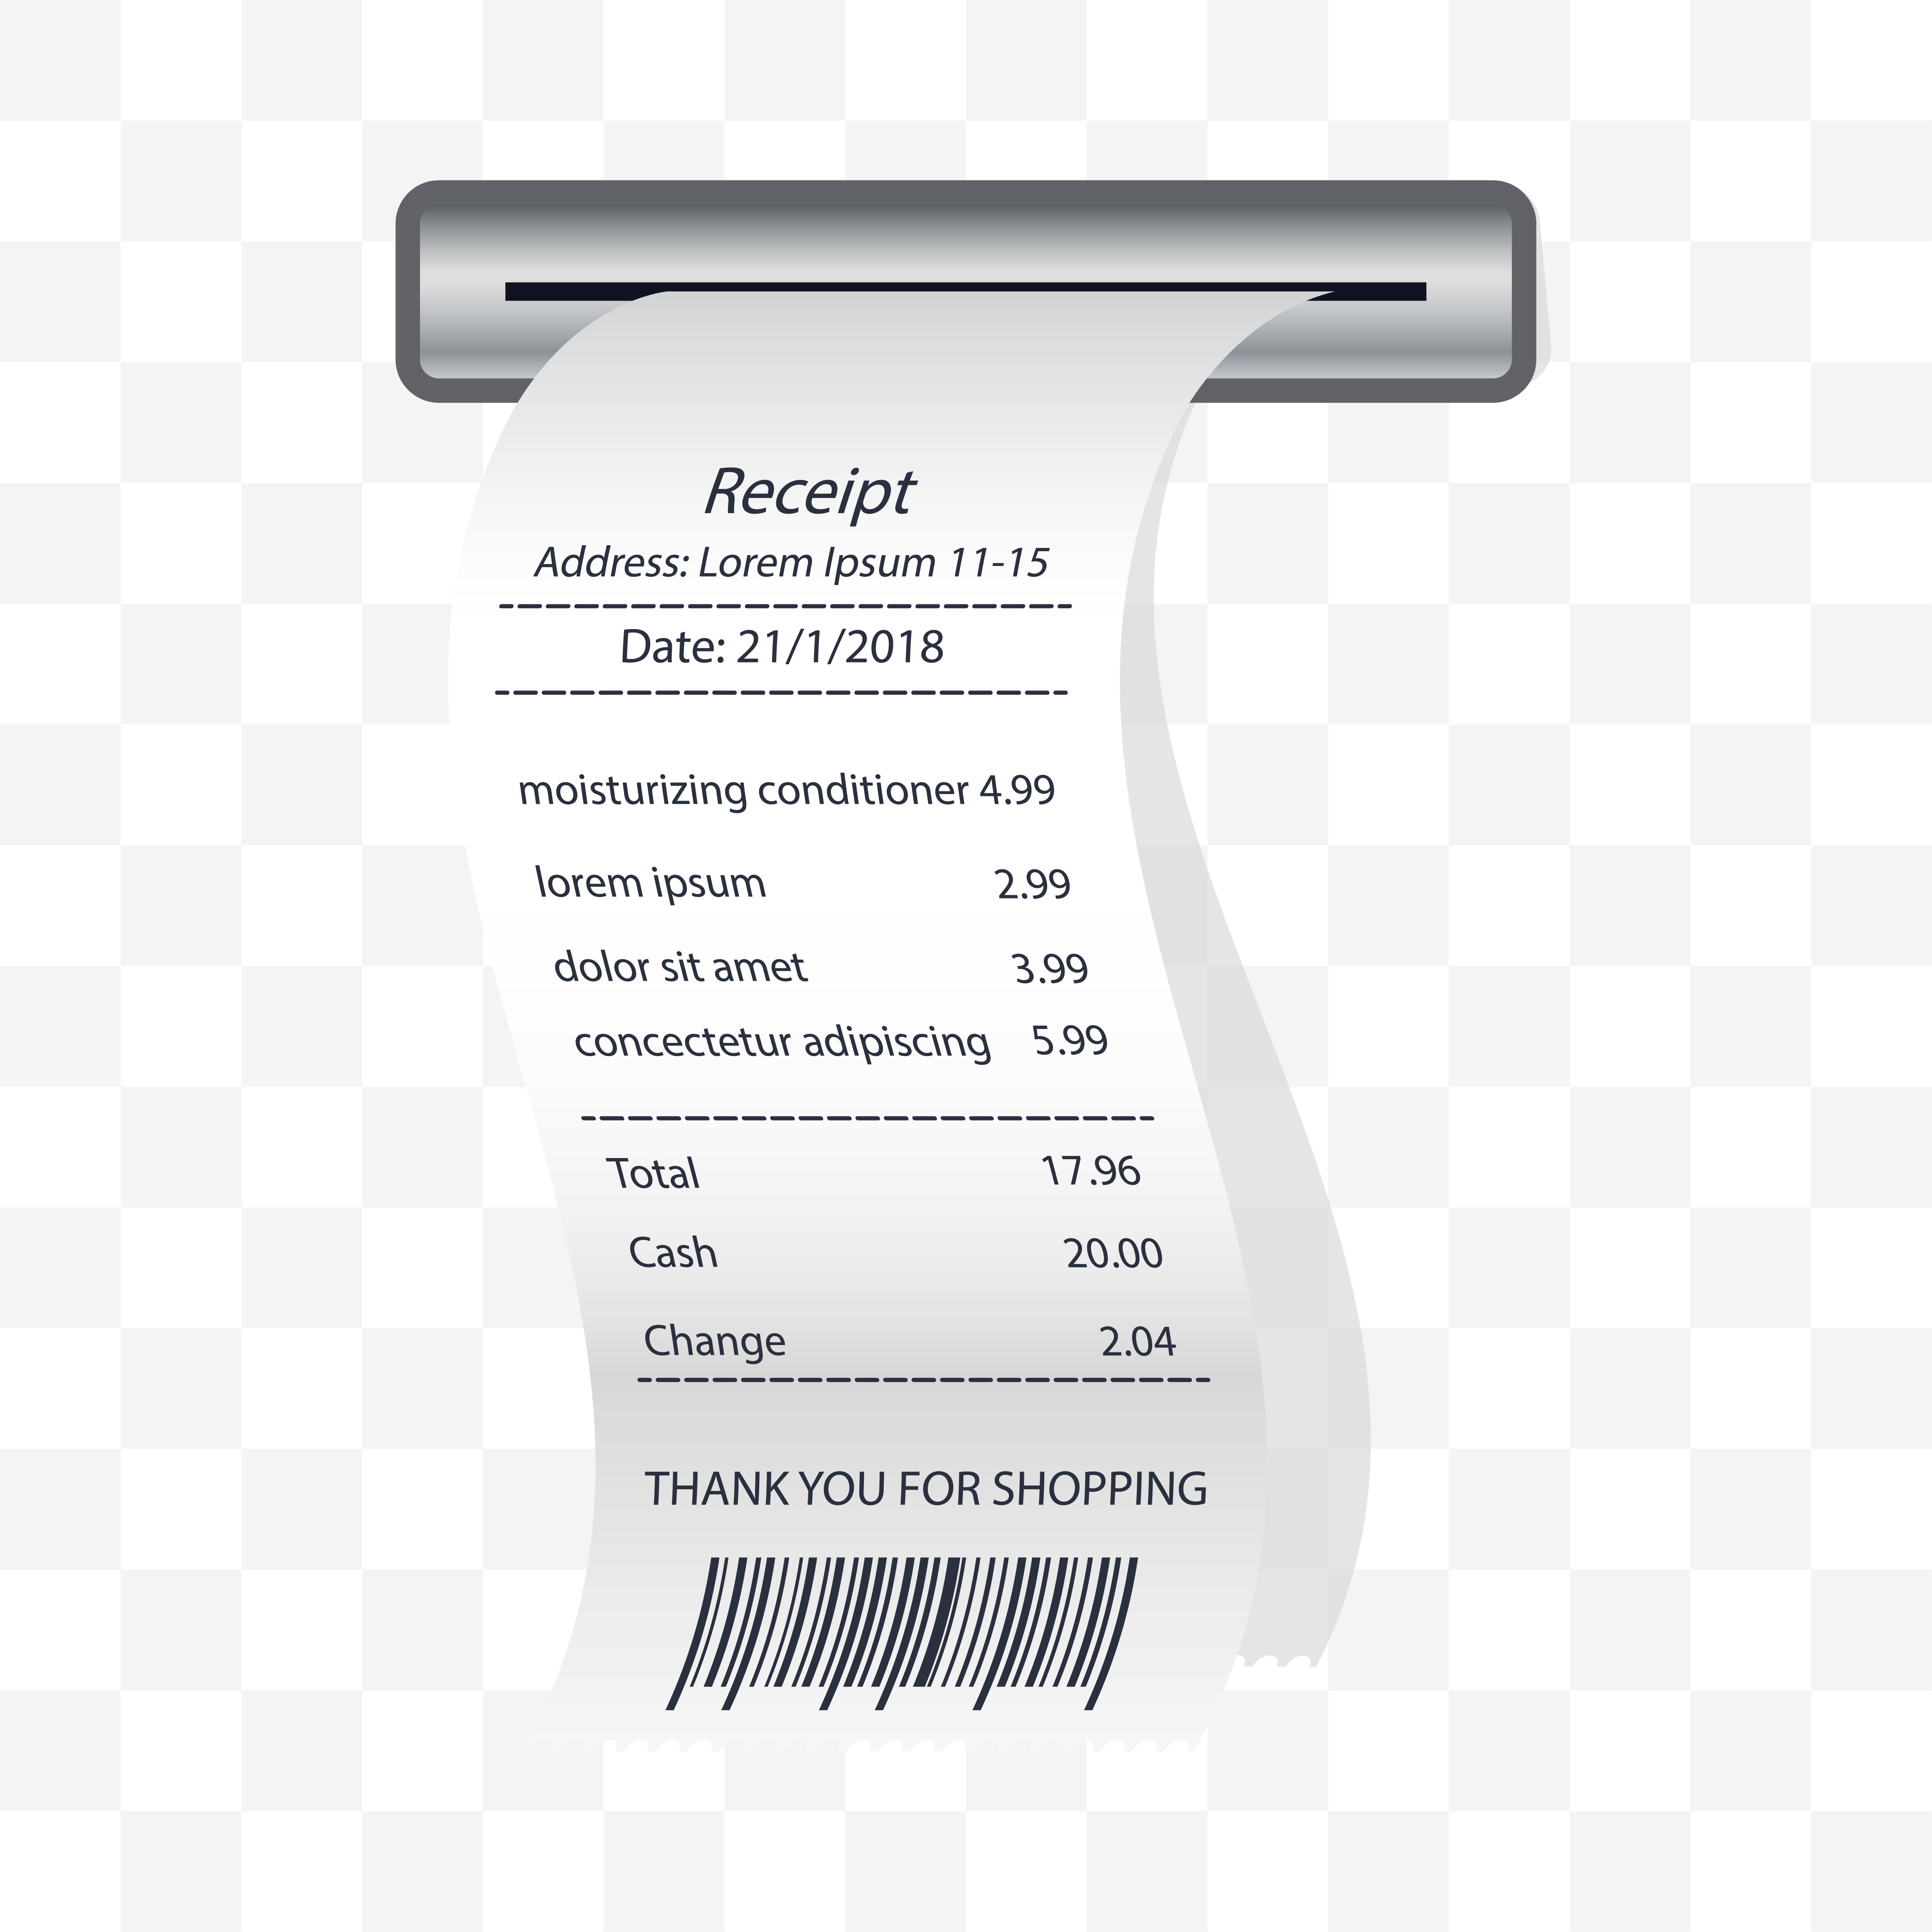 Receipt
Address: Lorem Ipsum 11-15
Date: 21/1/2018
moisturizing conditioner 4.99
lorem ipsum 2.99
dolor sit amet 3.99
concectetur adipiscing 5.99
Total 17.96
Cash 20.00
Change 2.04
THANK YOU FOR SHOPPING